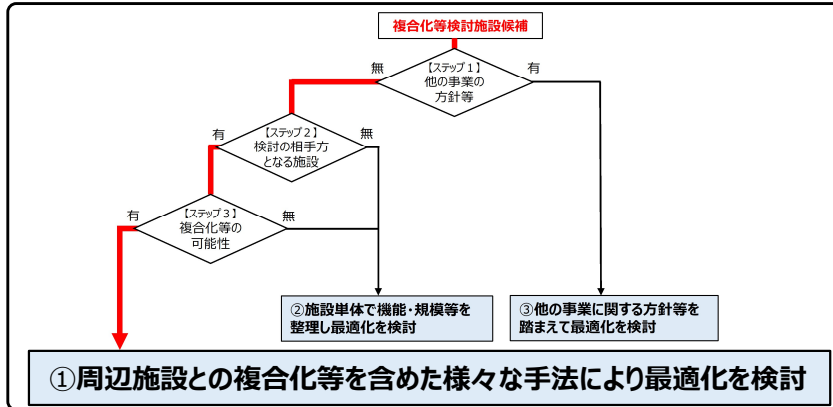 複合化等検討施設候補
【ステップ1】
他の事業の
方針等
無
有
【ステップ2】
検討の相手方
となる施設
有
無
【ステップ3】
複合化等の
可能性
有
無
②施設単体で機能・規模等を
整理し最適化を検討
③他の事業に関する方針等を
踏まえて最適化を検討
①周辺施設との複合化等を含めた様々な手法により最適化を検討